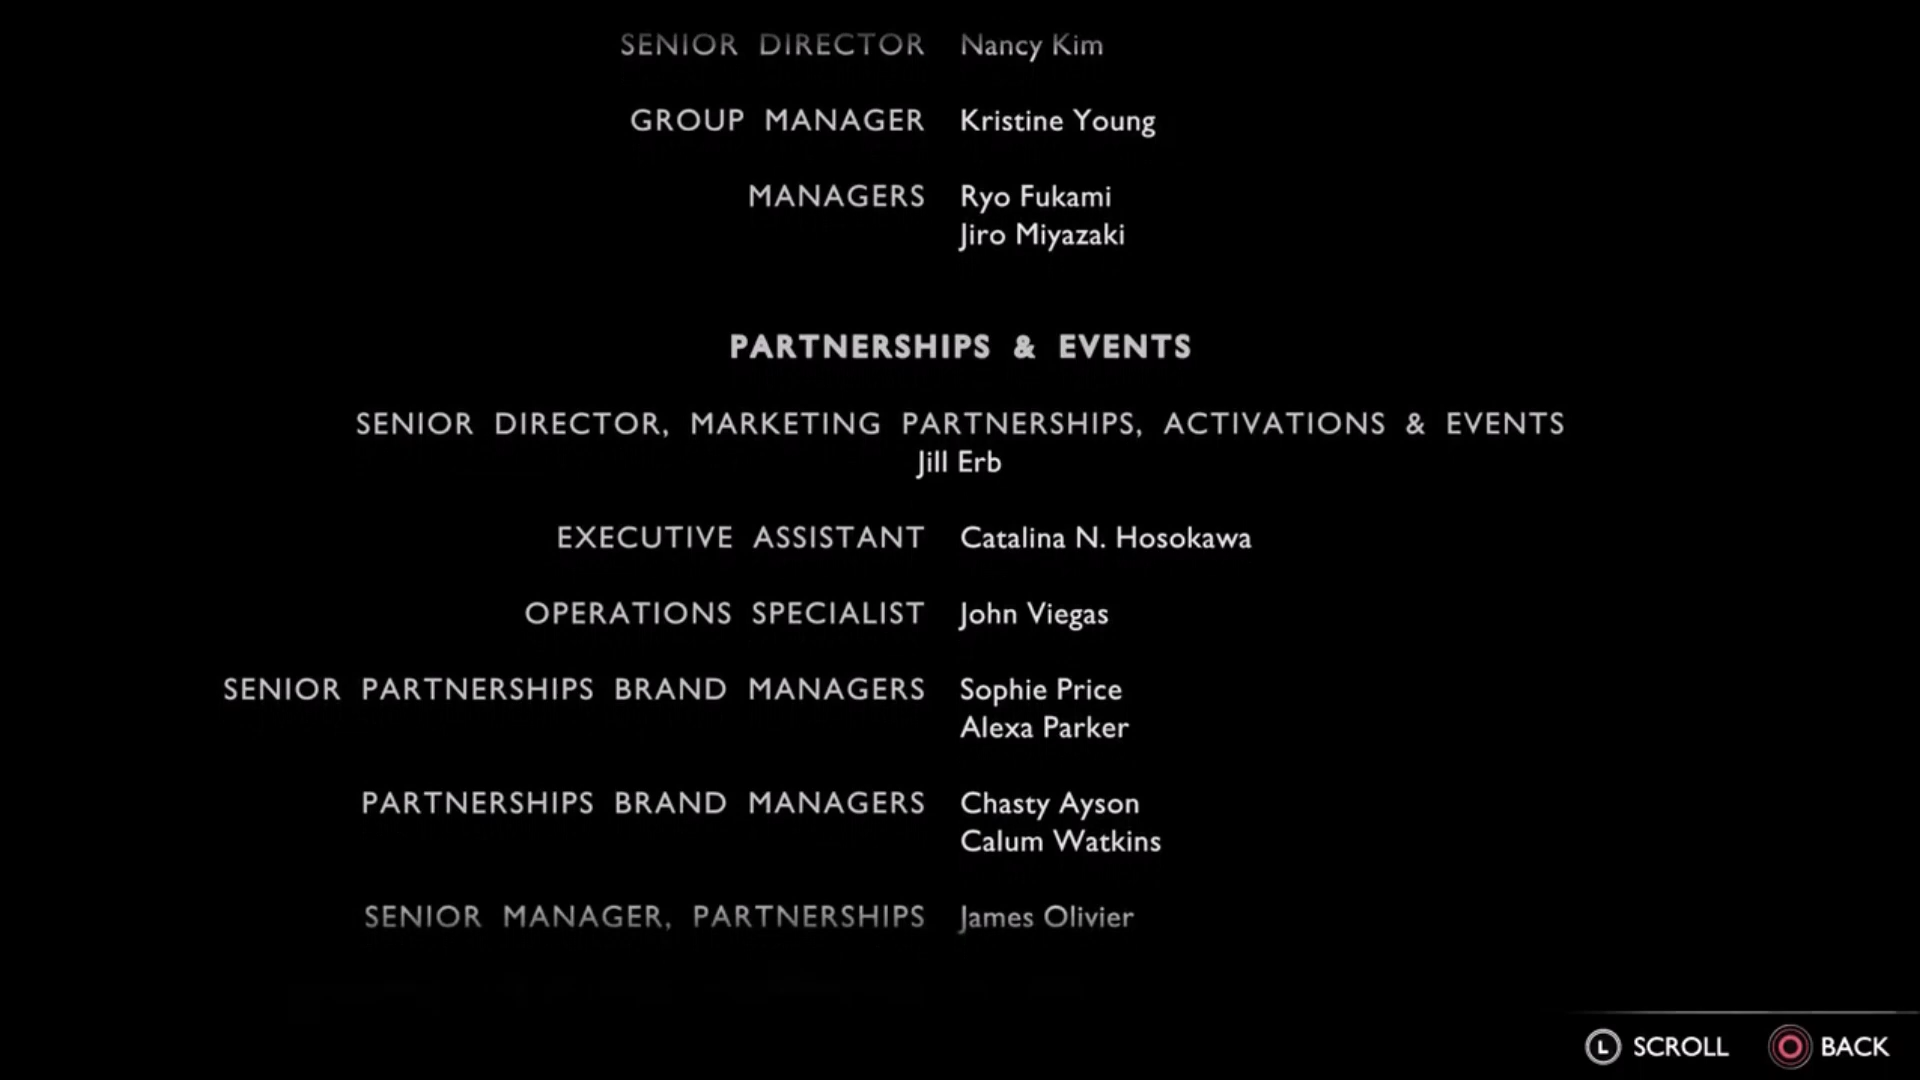 SENIOR DIRECTOR Nancy Kim
GROUP MANAGER Kristine Young
MANAGERS Ryo Fukami
Jiro Miyazaki
PARTNERSHIPS & EVENTS
SENIOR DIRECTOR, MARKETING PARTNERSHIPS, ACTIVATIONS & EVENTS
Jill Erb
EXECUTIVE ASSISTANT Catalina N. Hosokawa
OPERATIONS SPECIALIST John Viegas
SENIOR PARTNERSHIPS BRAND MANAGERS Sophie Price
Alexa Parker
PARTNERSHIPS BRAND MANAGERS Chasty Ayson
Calum Watkins
SENIOR MANAGER, PARTNERSHIPS James Olivier
L SCROLL BACK